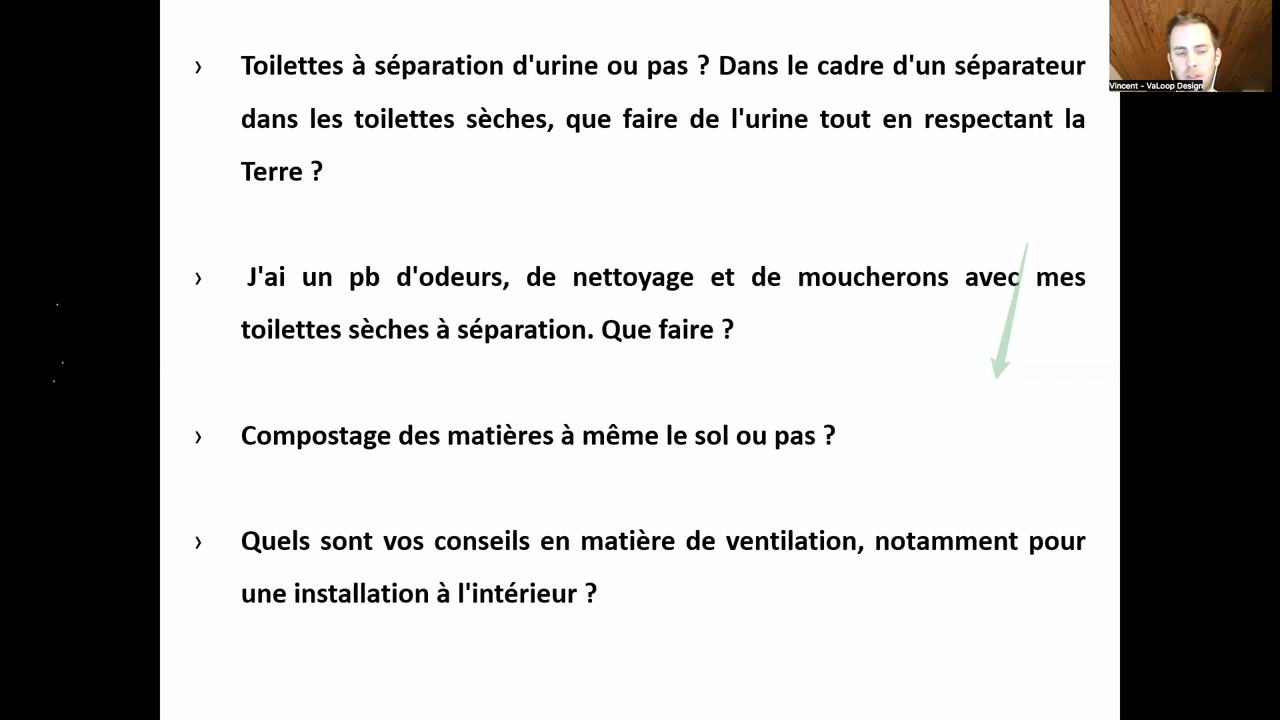 › Toilettes à séparation d'urine ou pas ? Dans le cadre d'un séparateur
dans les toilettes sèches, que faire de l'urine tout en respectant la
Terre ?
› J'ai un pb d'odeurs, de nettoyage et de moucherons avec mes
toilettes sèches à séparation. Que faire ?
› Compostage des matières à même le sol ou pas ?
› Quels sont vos conseils en matière de ventilation, notamment pour
une installation à l'intérieur ?
Vincent - VaLoop Design